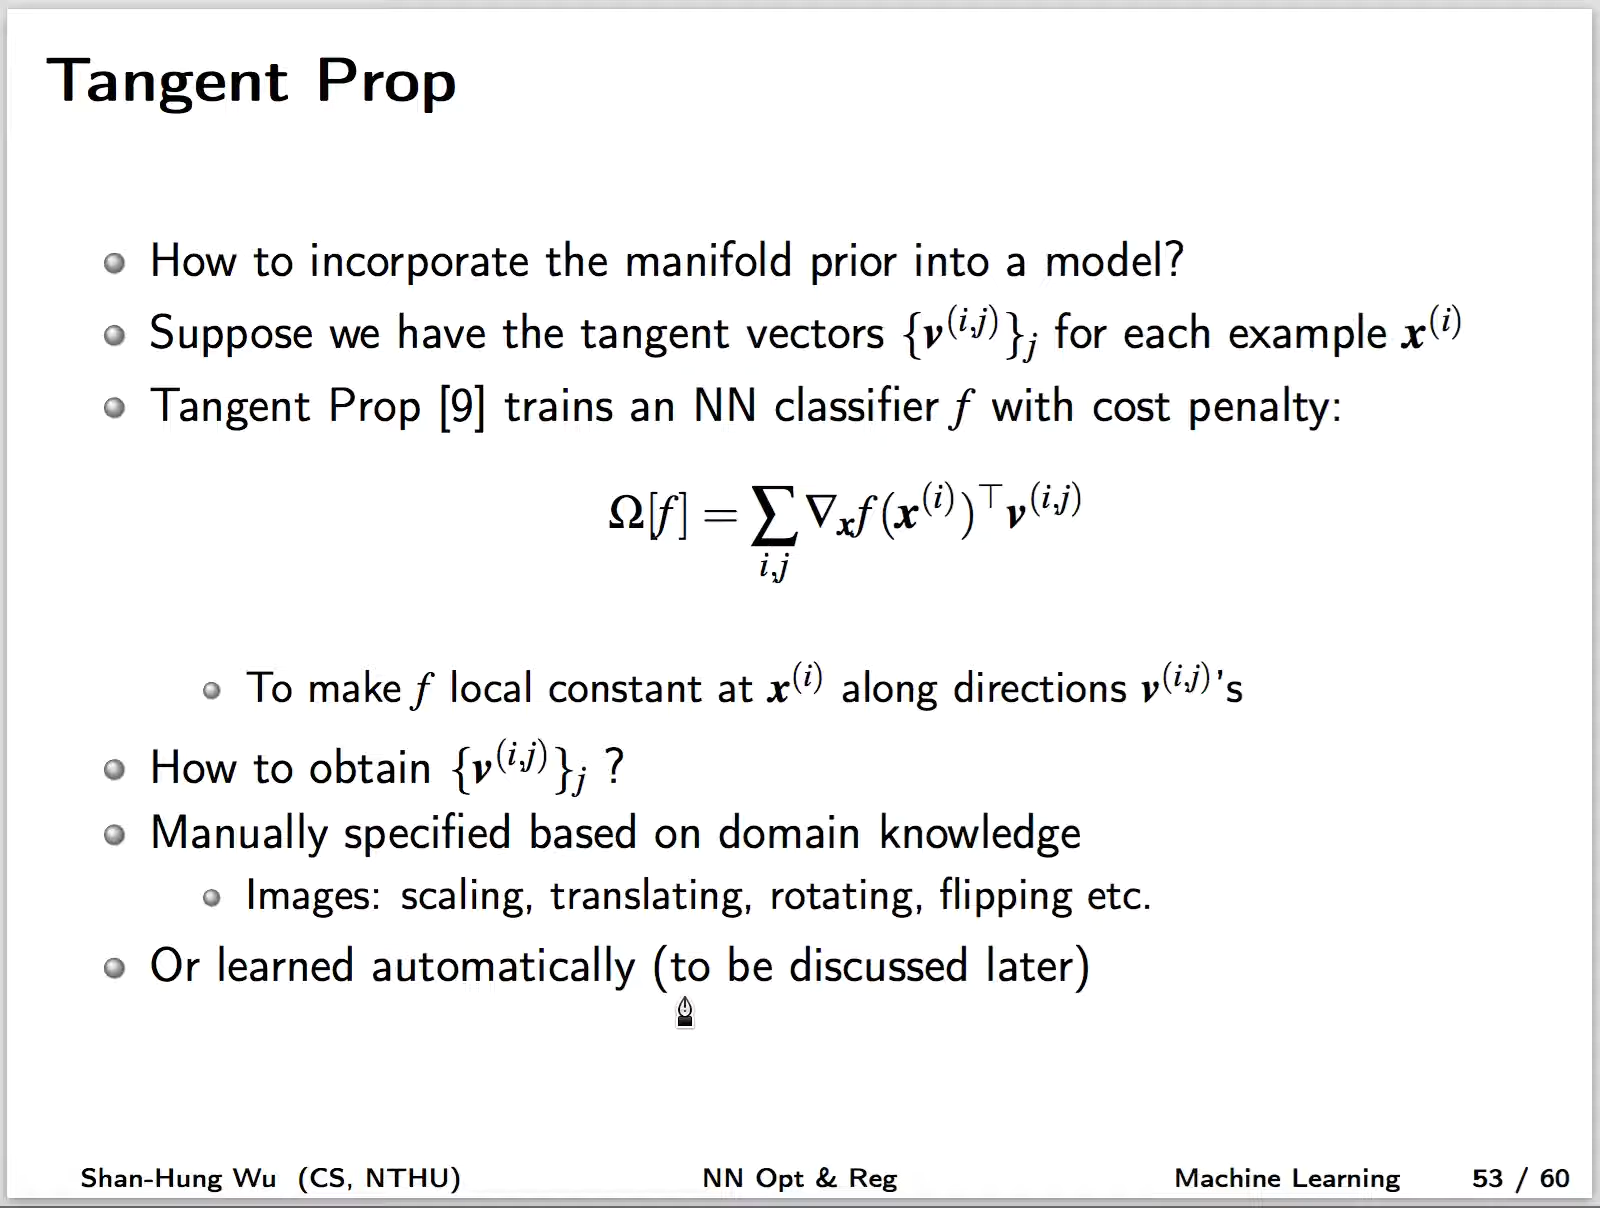 Tangent Prop
How to incorporate the manifold prior into a model?
Suppose we have the tangent vectors {v^(i,j)}_j for each example x^(i)
Tangent Prop [9] trains an NN classifier f with cost penalty:
Ω[f] = ∑_{i,j} ∇_x f(x^(i))^⊤ v^(i,j)
To make f local constant at x^(i) along directions v^(i,j)'s
How to obtain {v^(i,j)}_j ?
Manually specified based on domain knowledge
Images: scaling, translating, rotating, flipping etc.
Or learned automatically (to be discussed later)
Shan-Hung Wu (CS, NTHU) NN Opt & Reg Machine Learning 53 / 60